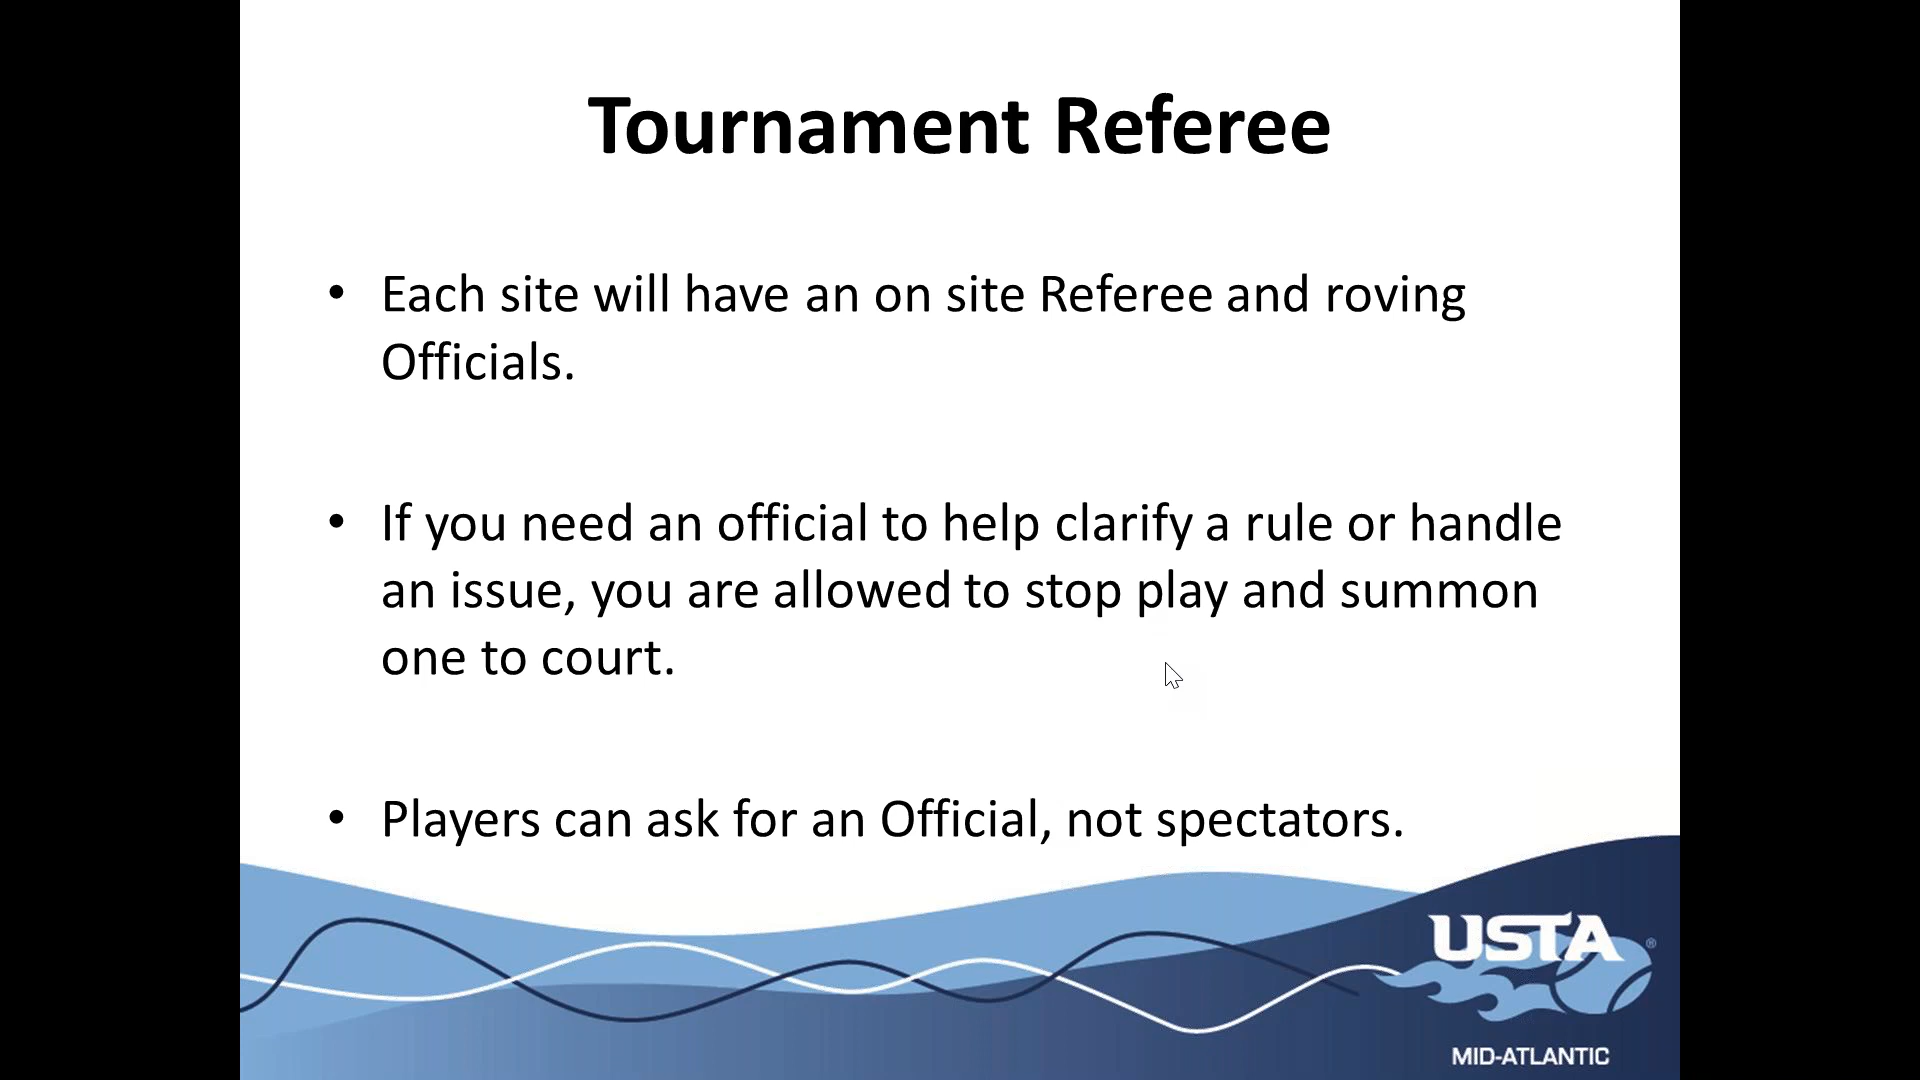 Tournament Referee
• Each site will have an on site Referee and roving
Officials.
• If you need an official to help clarify a rule or handle
an issue, you are allowed to stop play and summon
one to court.
• Players can ask for an Official, not spectators.
USTA®
MID-ATLANTIC